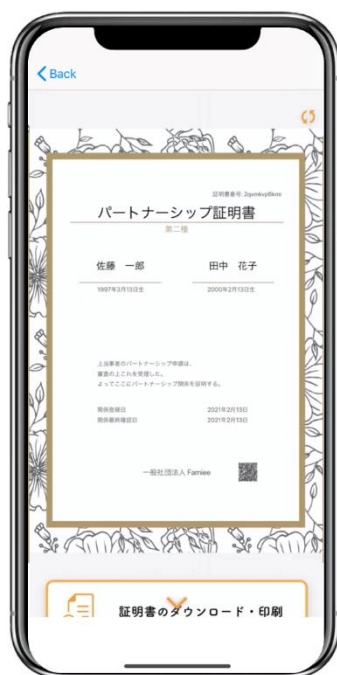 Back
証明書番号: 2qvmkvp8kme
パートナーシップ証明書
第二種
佐藤 一郎 田中 花子
1997年3月13日生 2000年2月13日生
上当事者のパートナーシップ申請は、
審査の上これを受理した。
よってここにパートナーシップ関係を証明する。
関係登録日 2021年2月13日
関係最終確認日 2021年2月13日
一般社団法人 Famiee
証明書のダウンロード・印刷